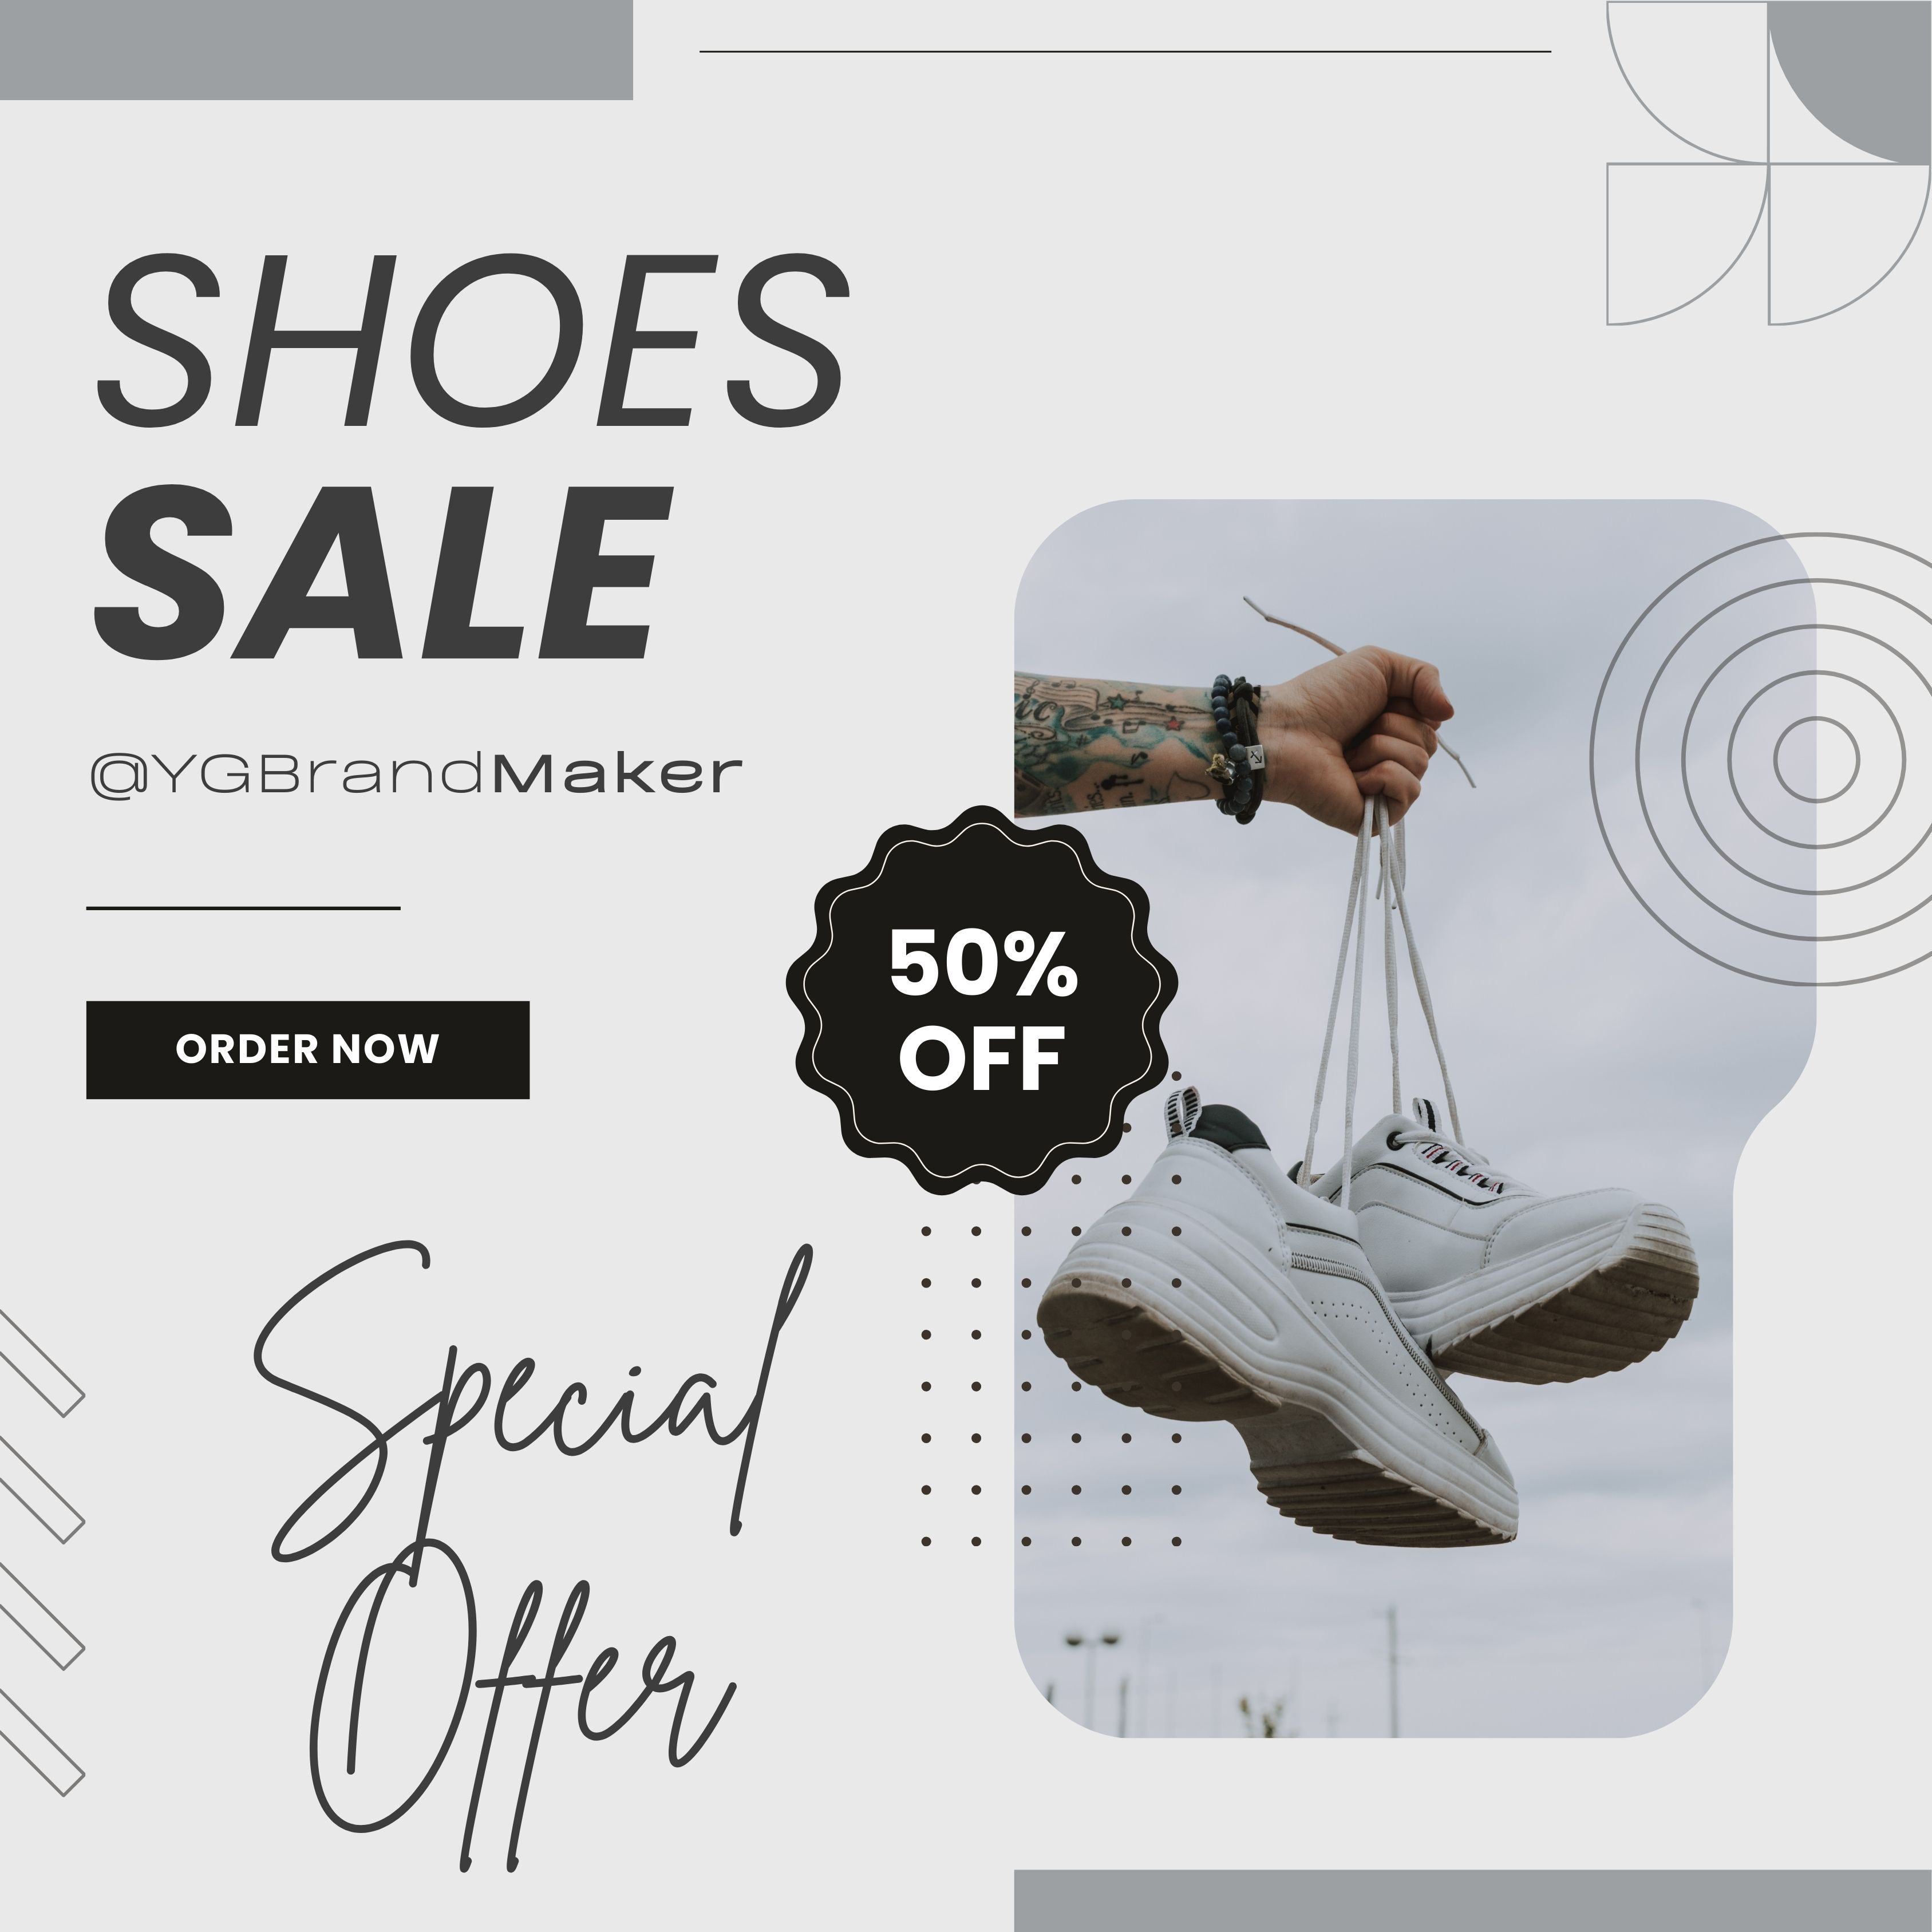 SHOES
SALE
@YGBrandMaker
50%
OFF
ORDER NOW
Special
Offer